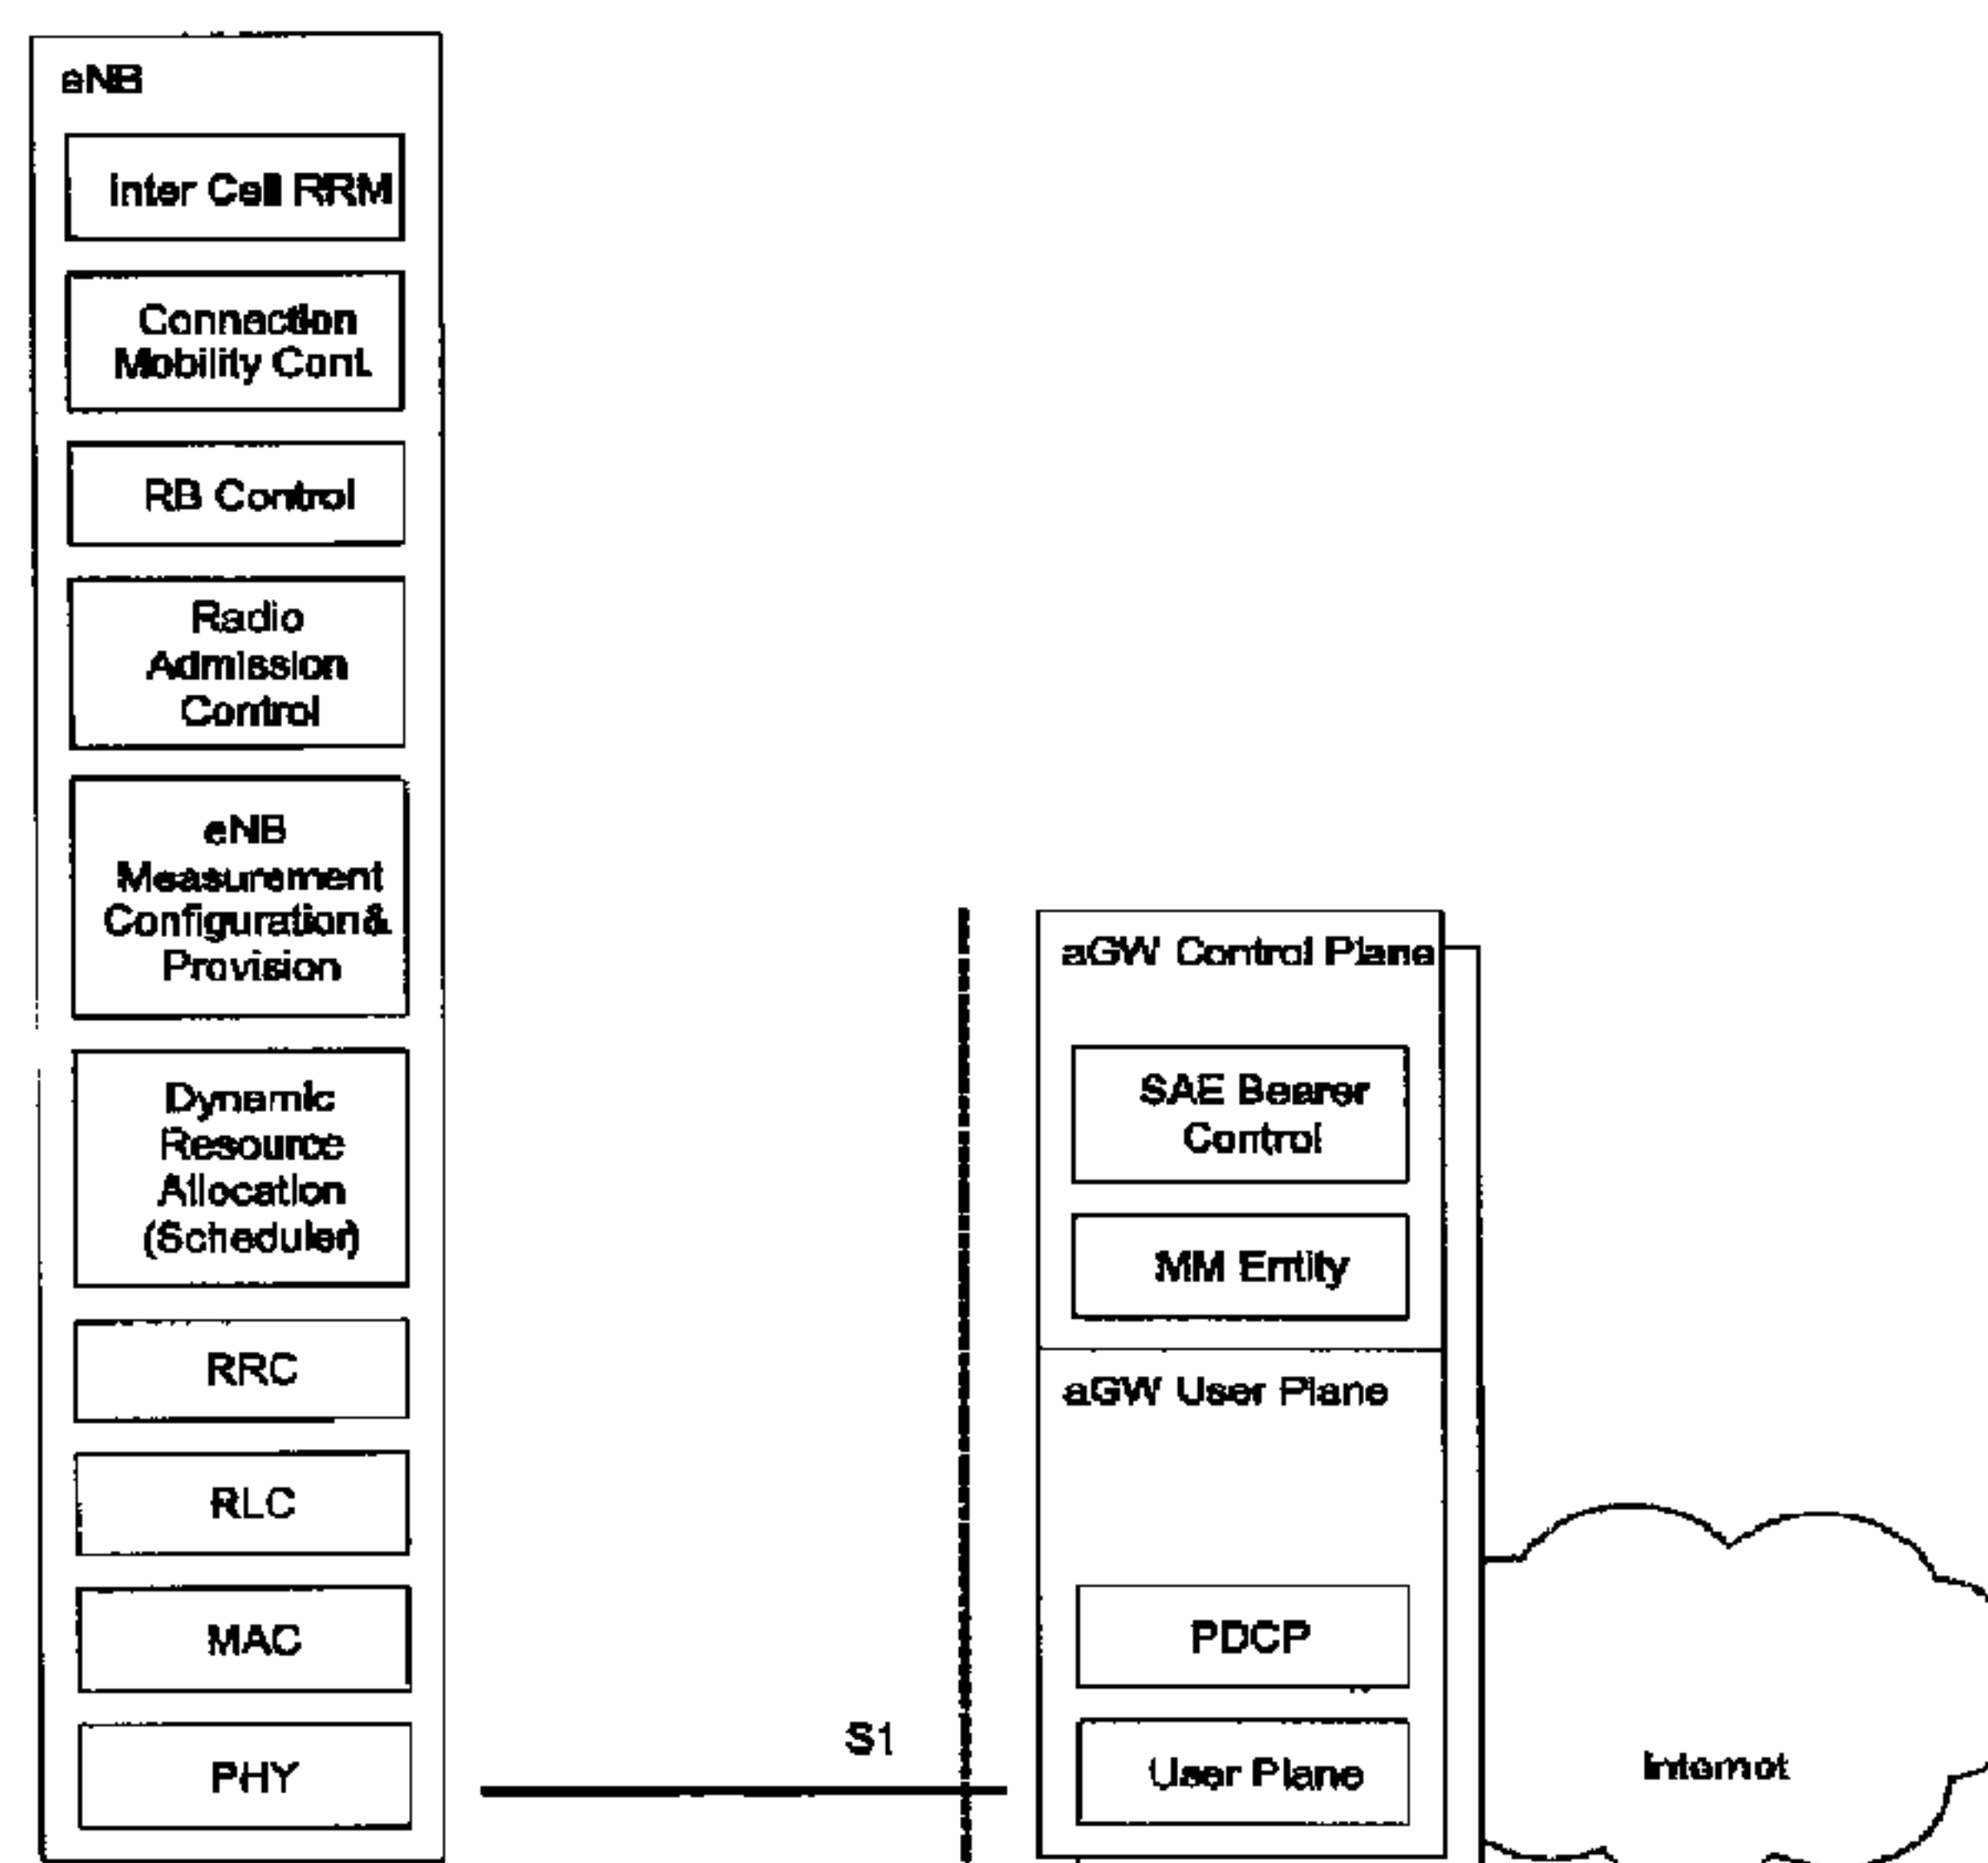 eNB
Inter Cell RRM
Connection
Mobility Cont.
RB Control
Radio
Admission
Control
eNB
Measurement
Configuration&
Provision
Dynamic
Resource
Allocation
(Scheduler)
RRC
RLC
MAC
PHY
S1
aGW Control Plane
SAE Bearer
Control
MM Entity
aGW User Plane
PDCP
User Plane
Internet